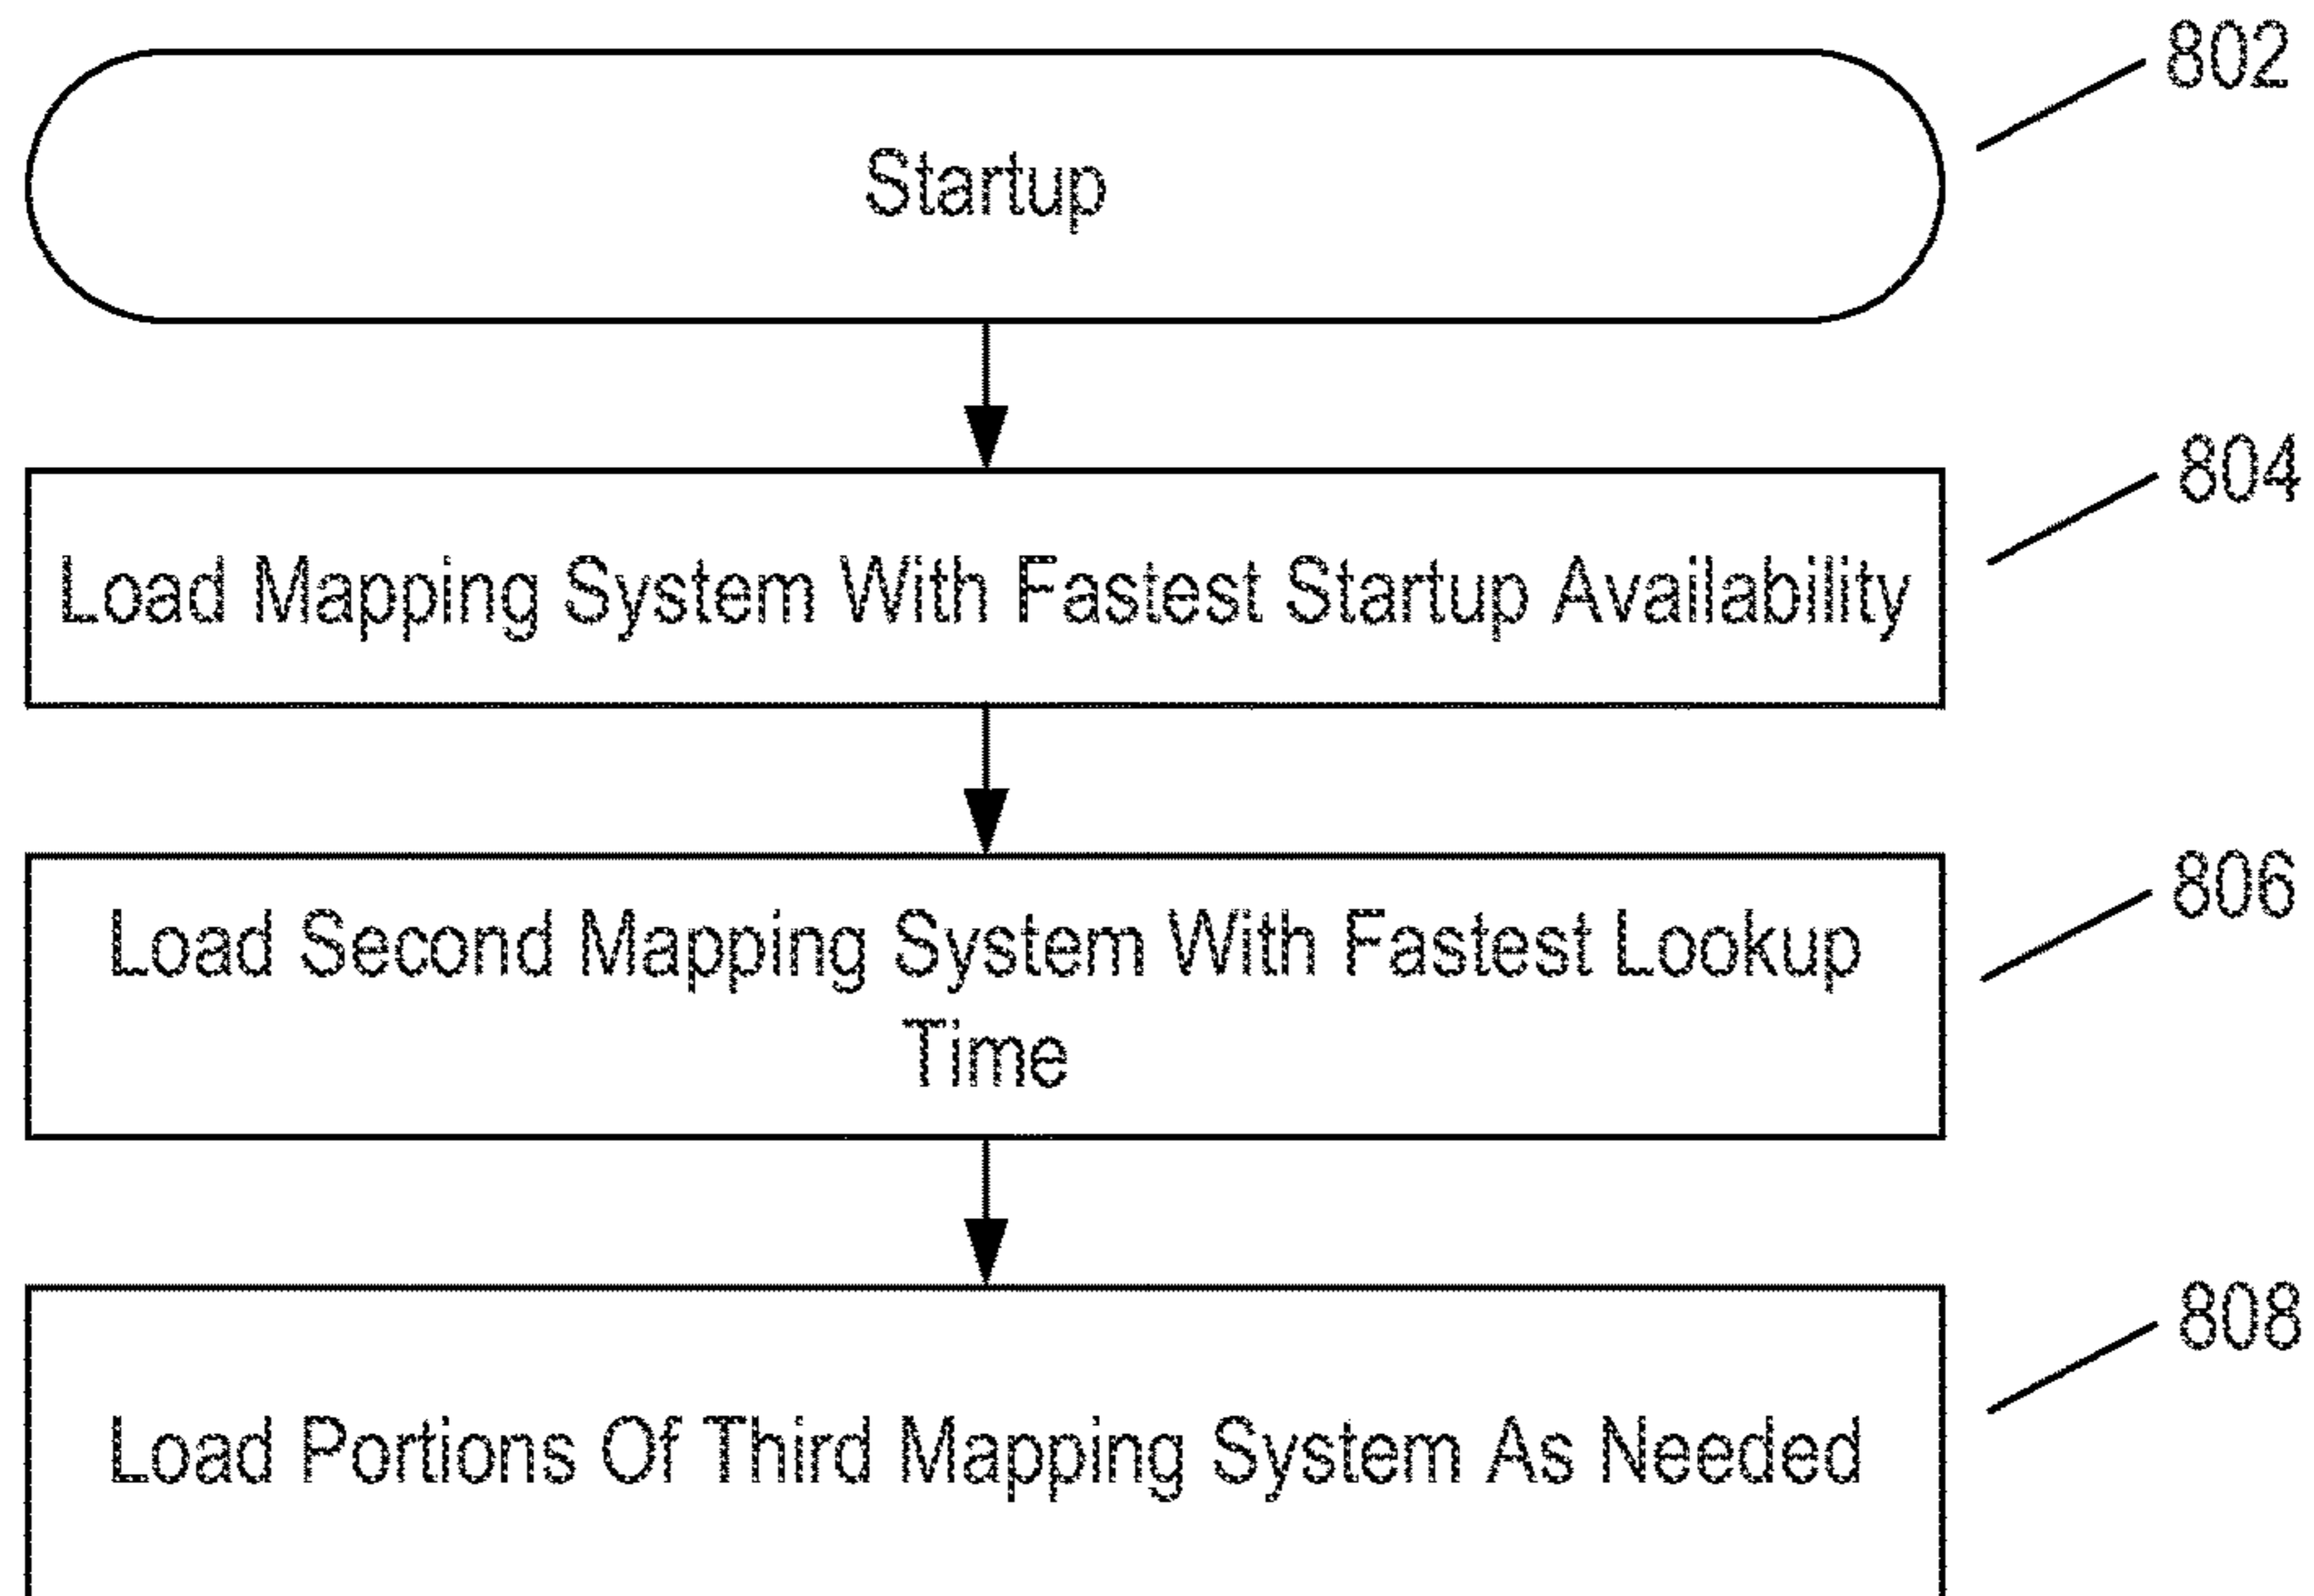 802
Startup
804
Load Mapping System With Fastest Startup Availability
806
Load Second Mapping System With Fastest Lookup
Time
808
Load Portions Of Third Mapping System As Needed